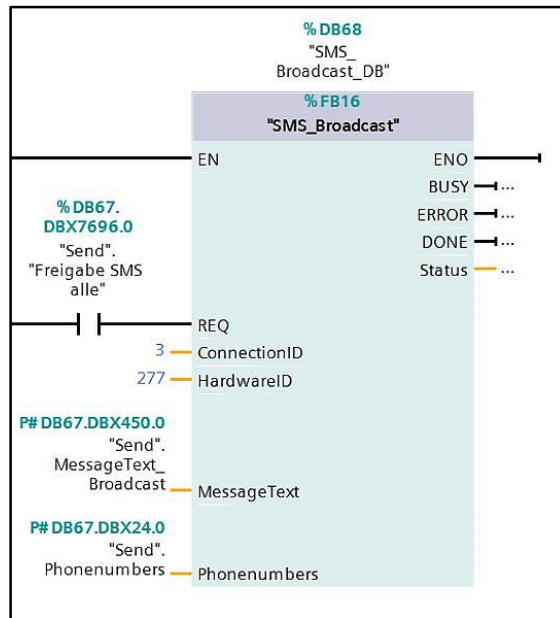 %DB68
"SMS_
Broadcast_DB"
%FB16
"SMS_Broadcast"
EN
ENO
BUSY
...
%DB67.
DBX7696.0
"Send".
"Freigabe SMS
alle"
ERROR
...
DONE
...
Status
...
REQ
3
ConnectionID
277
HardwareID
P#DB67.DBX450.0
"Send".
MessageText_
Broadcast
MessageText
P#DB67.DBX24.0
"Send".
Phonenumbers
Phonenumbers